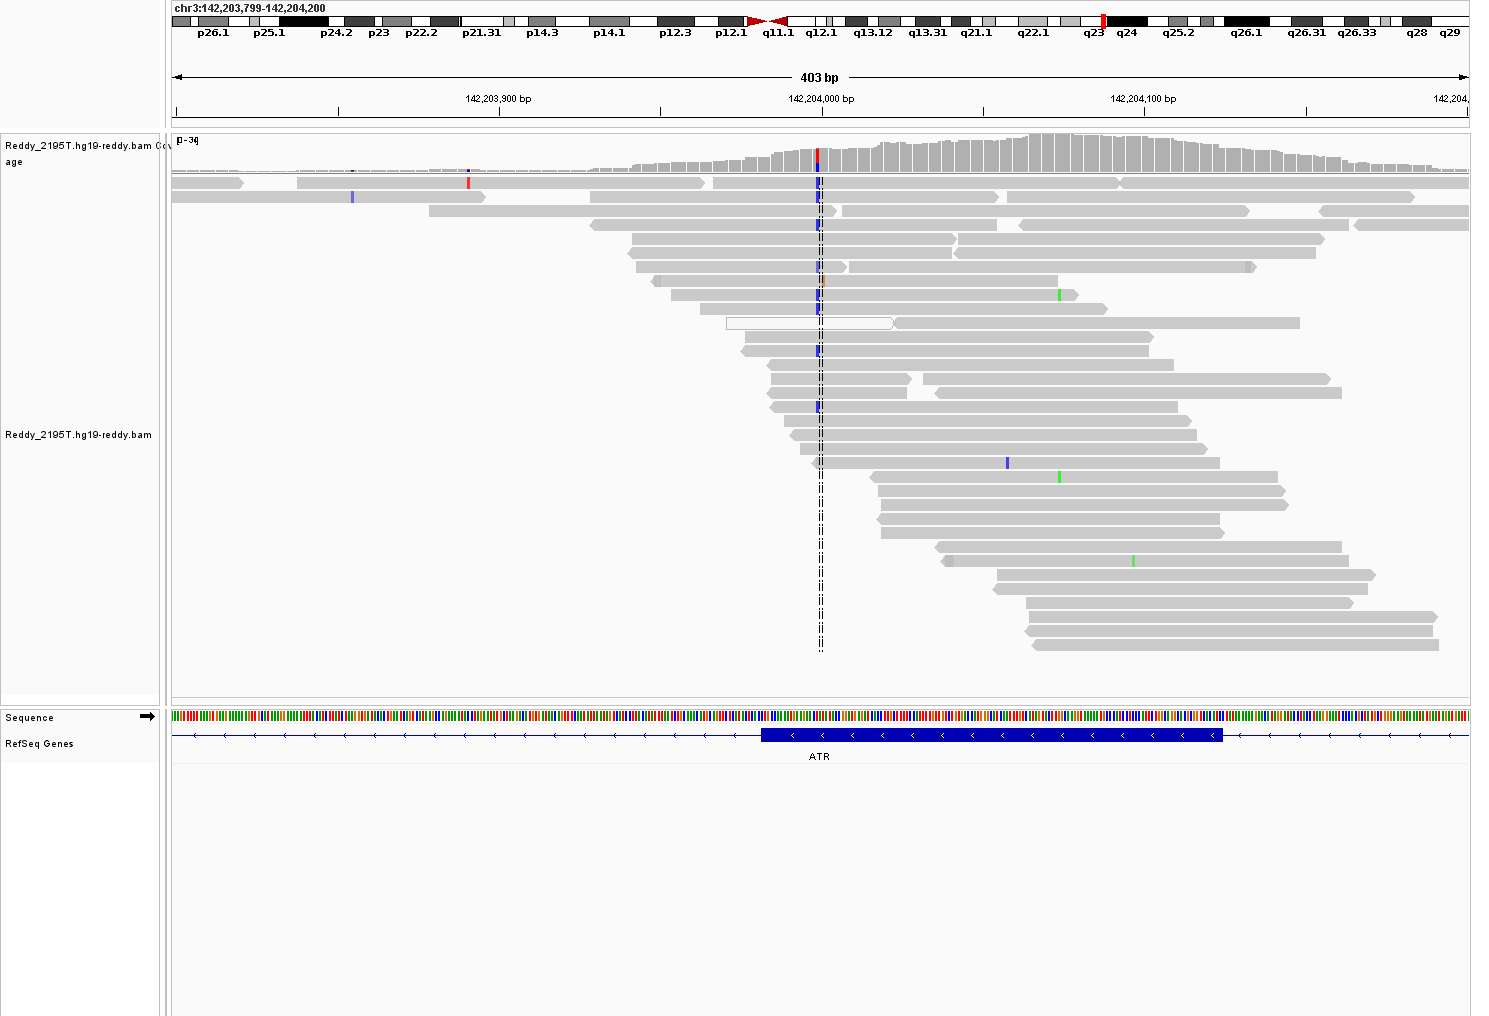 chr3:142,203,799-142,204,200
p26.1 p25.1 p24.2 p23 p22.2 p21.31 p14.3 p14.1 p12.3 p12.1 q11.1 q12.1 q13.12 q13.31 q21.1 q22.1 q23 q24 q25.2 q26.1 q26.31 q26.33 q28 q29
403 bp
142,203,900 bp 142,204,000 bp 142,204,100 bp 142,204,
Reddy_2195T.hg19-reddy.bam Cov
age
Reddy_2195T.hg19-reddy.bam
Sequence
RefSeq Genes
ATR